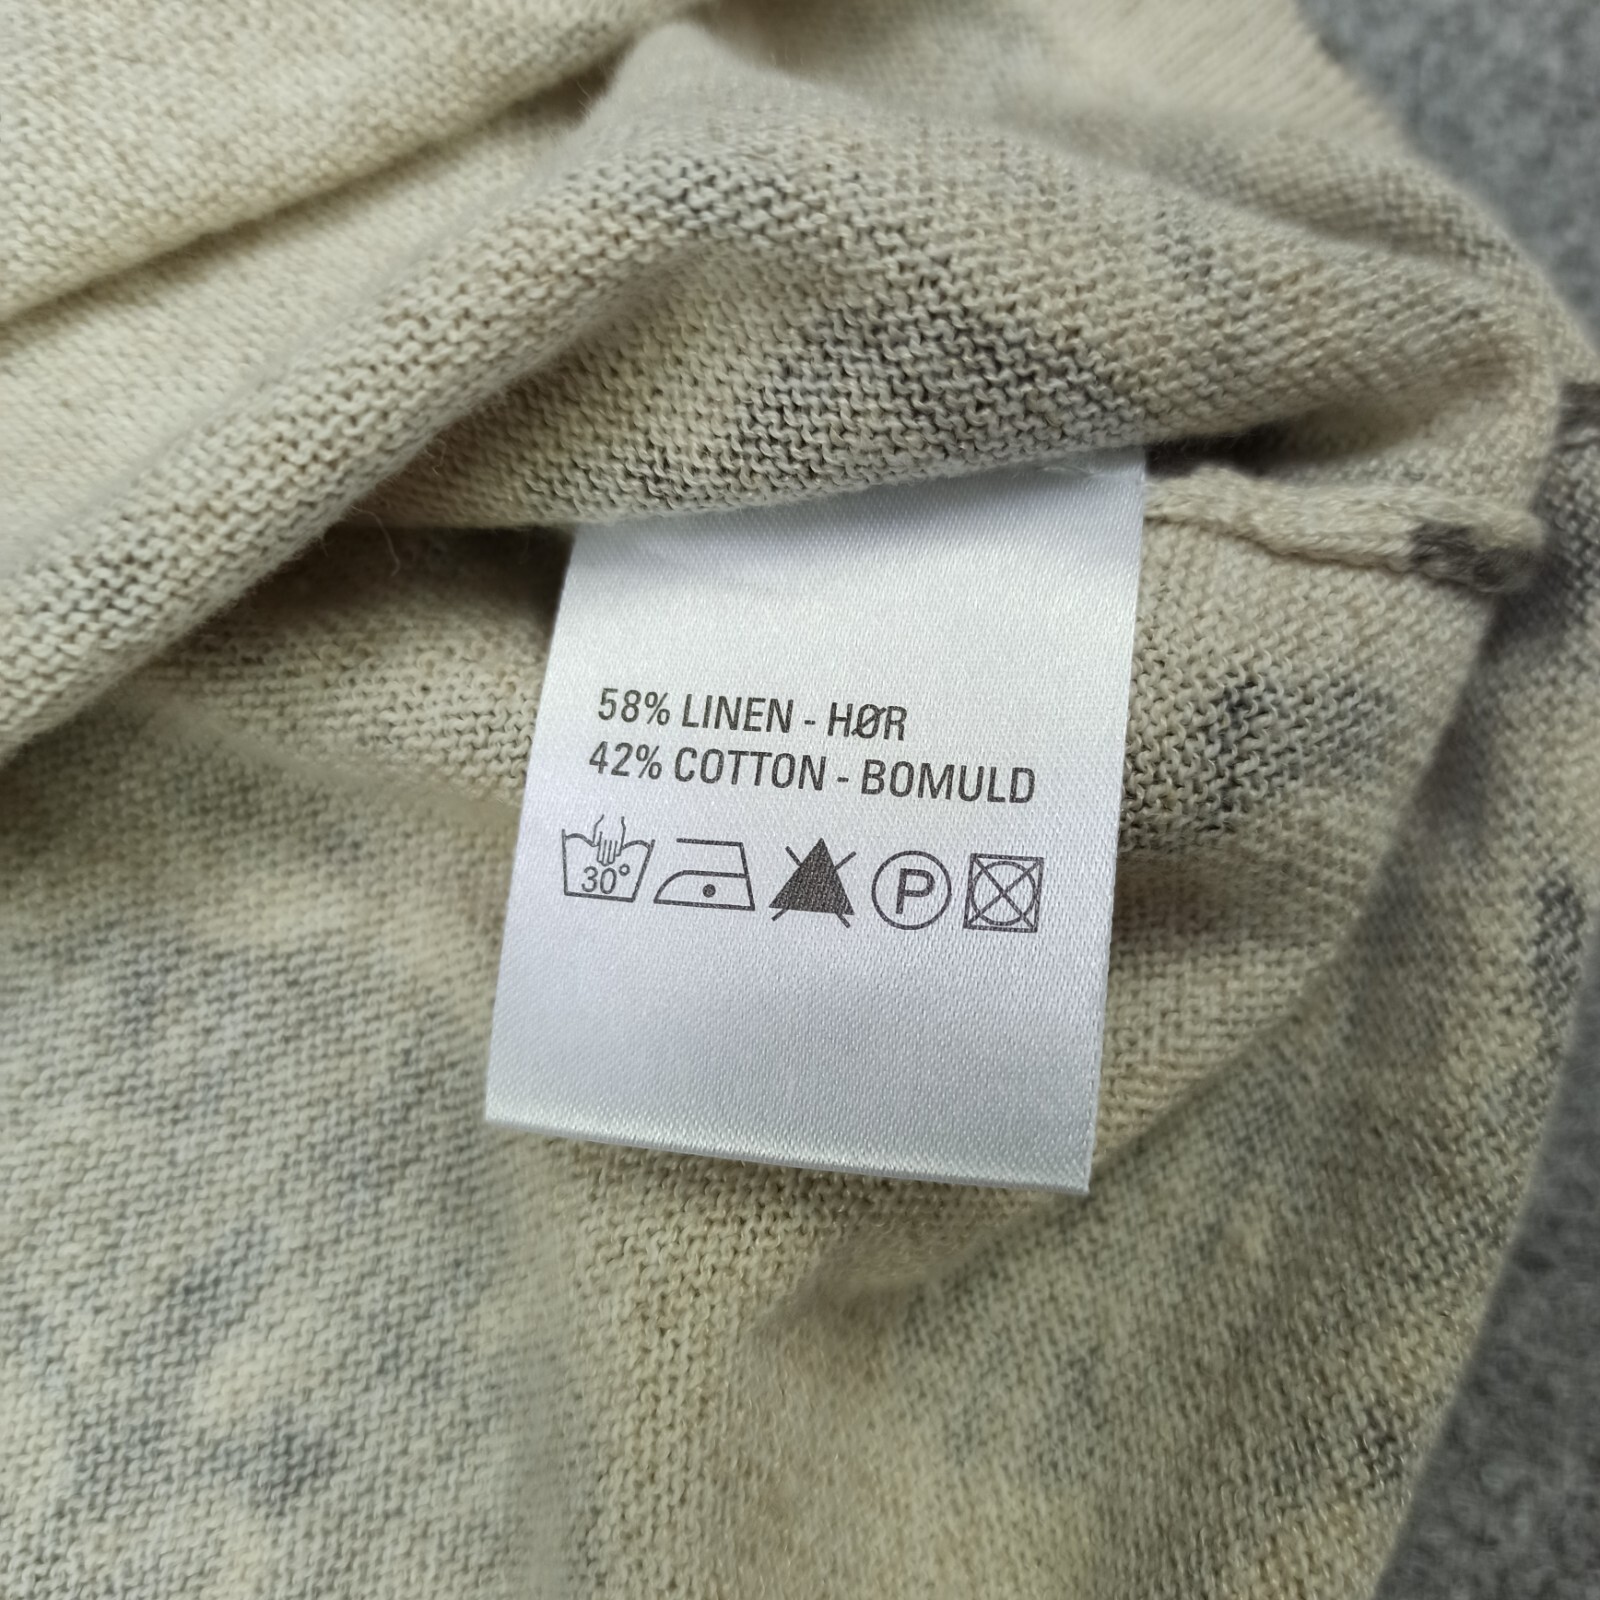 58% LINEN - HØR
42% COTTON - BOMULD
30°
P